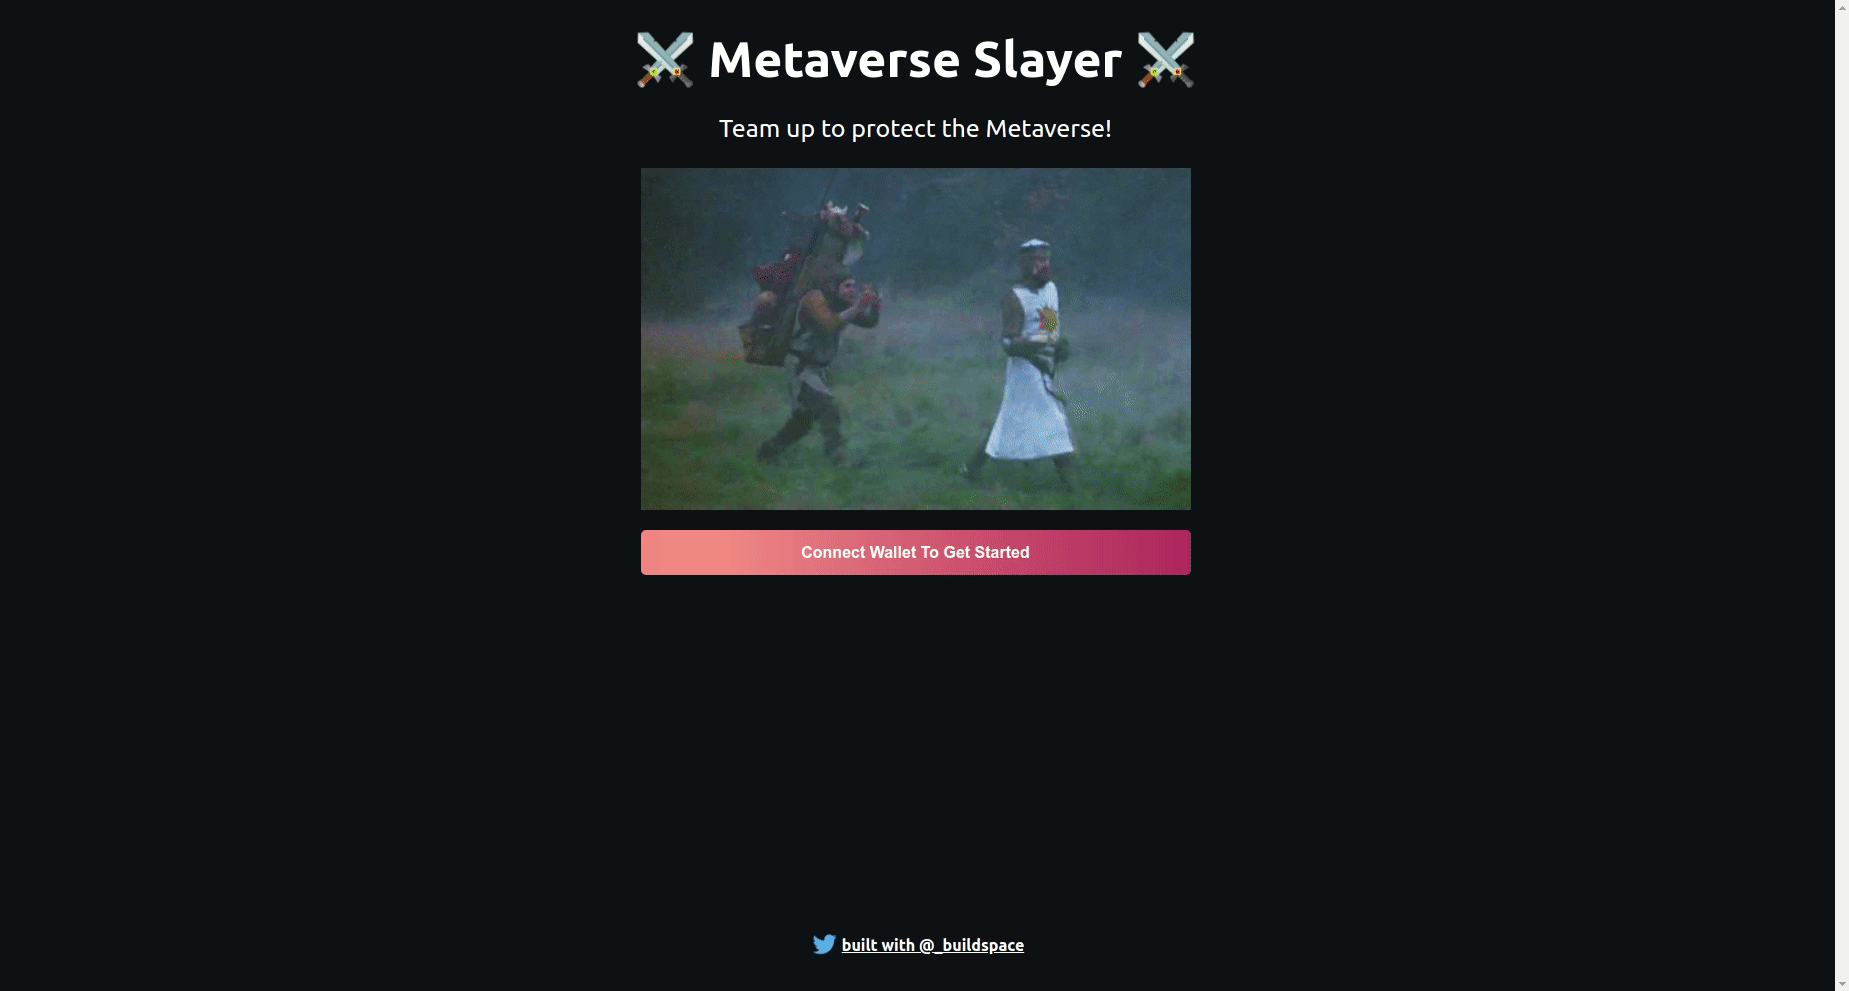 ⚔️ Metaverse Slayer ⚔️
Team up to protect the Metaverse!
Connect Wallet To Get Started
built with @_buildspace